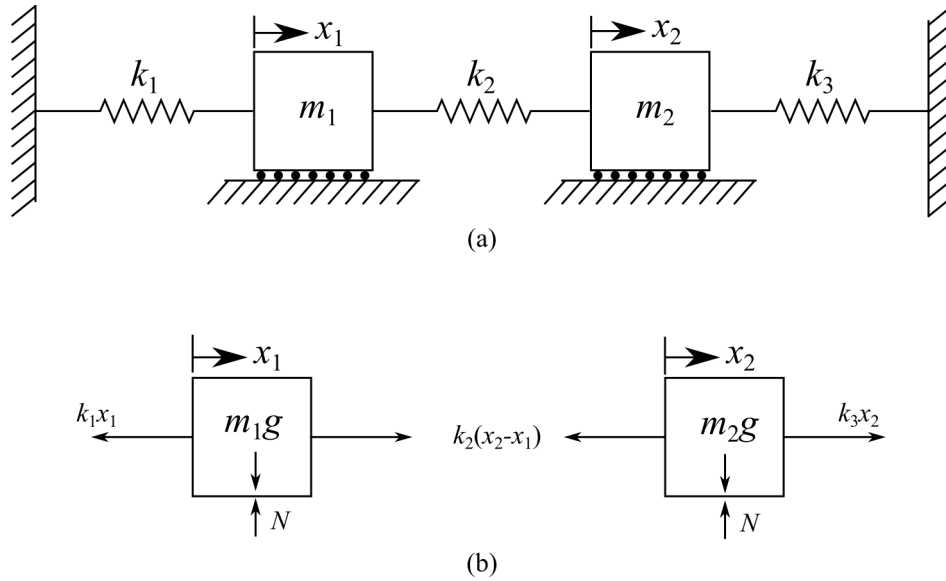 x₁ x₂
k₁ k₂ k₃
m₁ m₂
(a)
x₁ x₂
k₁x₁ k₂(x₂-x₁) k₃x₂
m₁g m₂g
N N
(b)